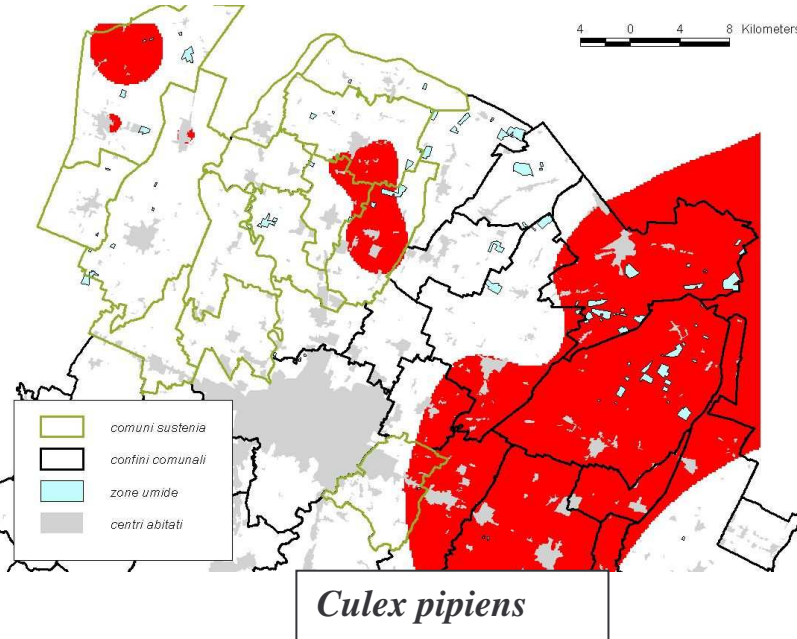 4 0 4 8 Kilometers
comuni sustenia
confini comunali
zone umide
centri abitati
Culex pipiens